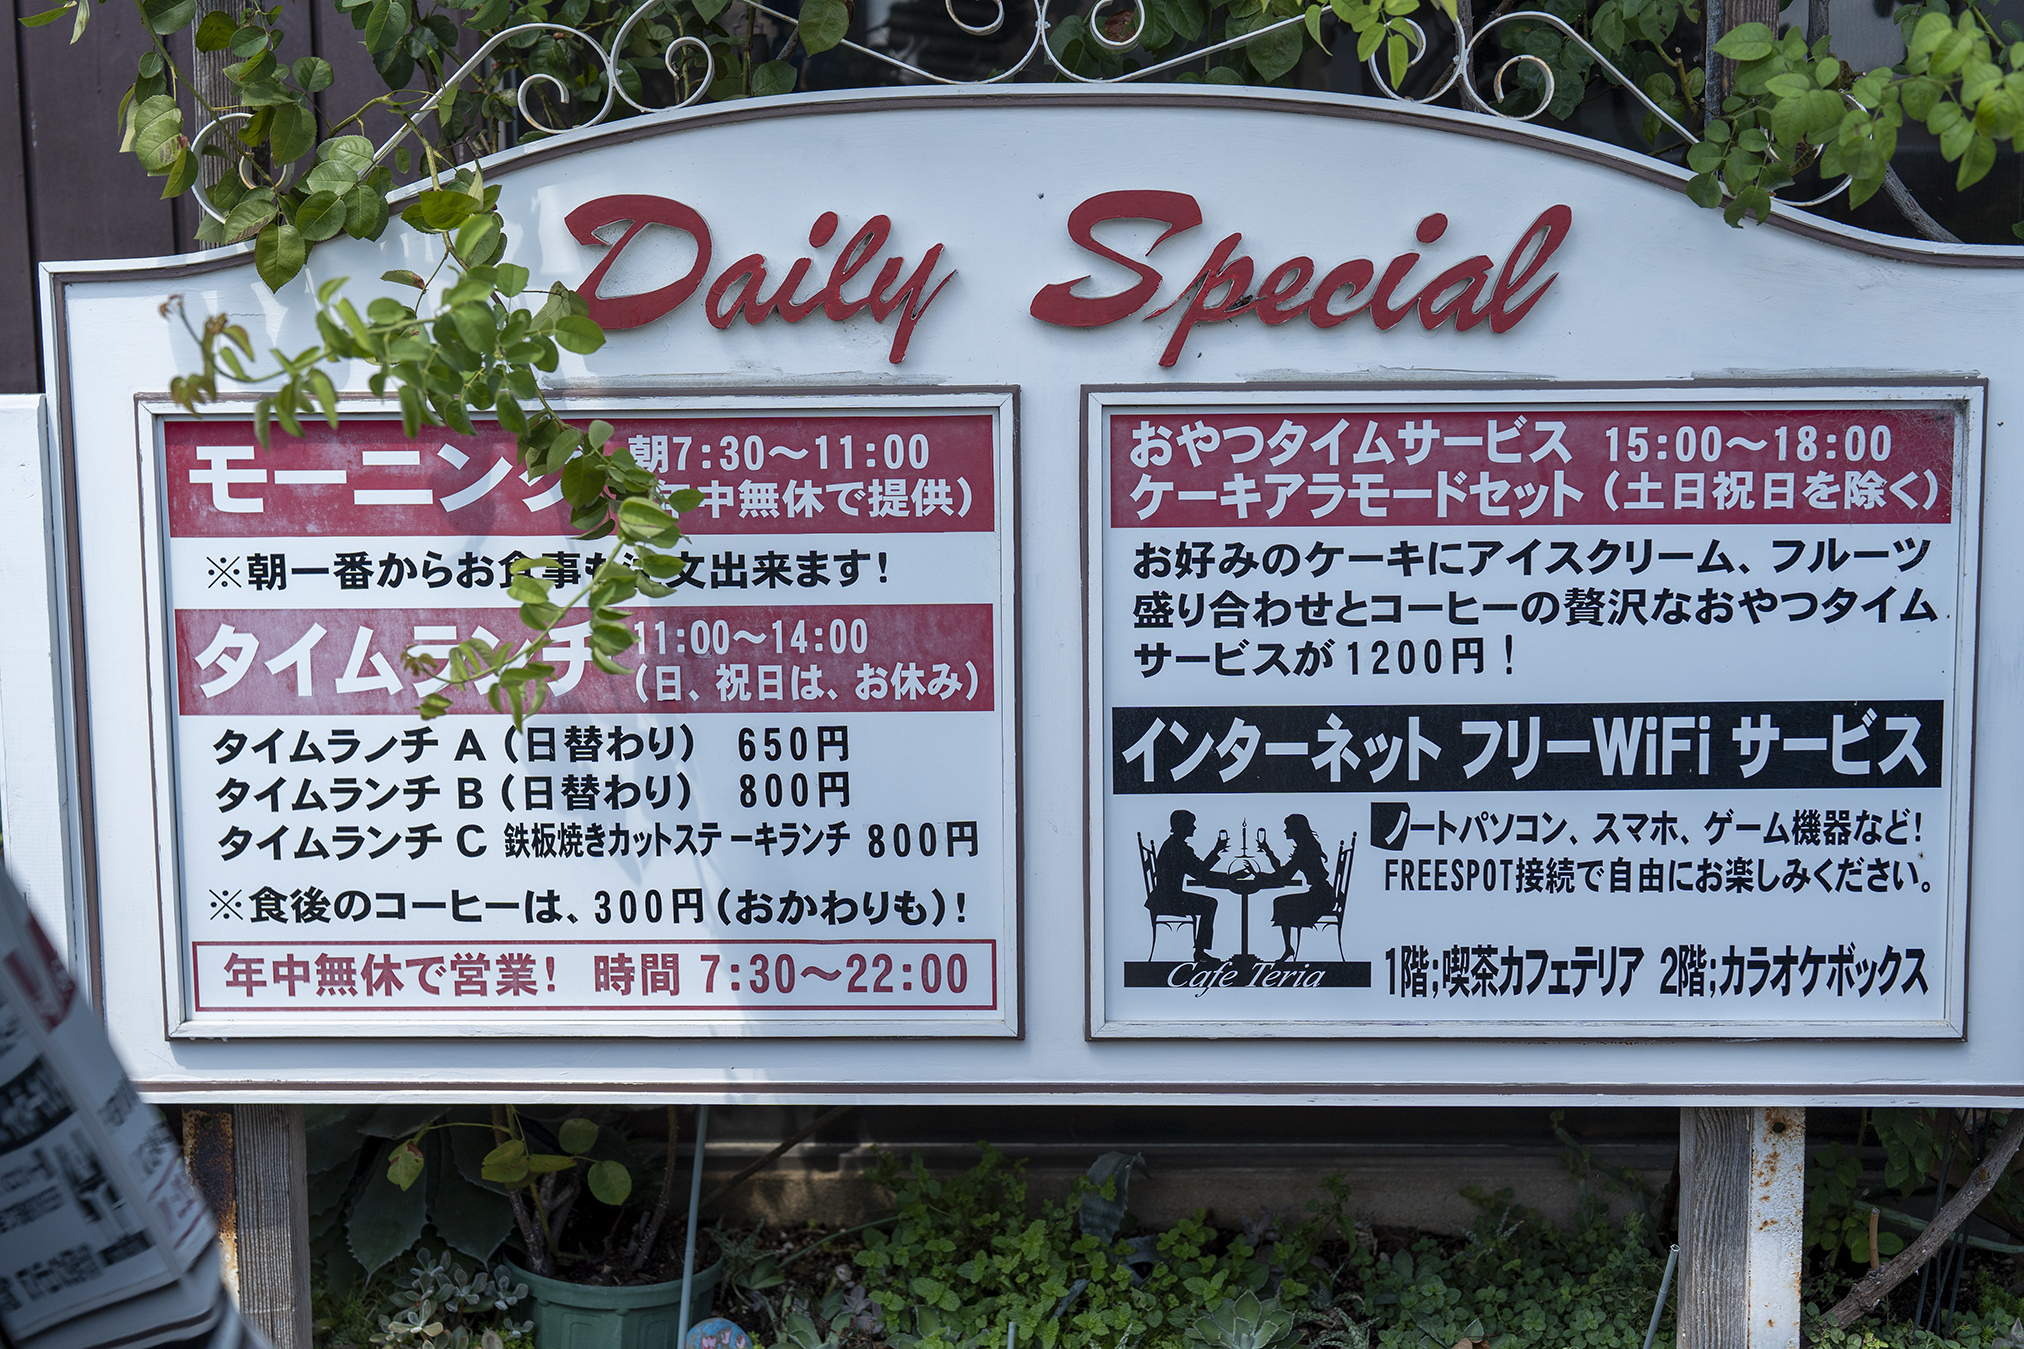 Daily Special
モーニング 朝7:30～11:00
年中無休で提供)
※朝一番からお食事も注文出来ます!
タイムランチ 11:00～14:00
(日、祝日は、お休み)
タイムランチ A (日替わり) 650円
タイムランチ B (日替わり) 800円
タイムランチ C 鉄板焼きカットステーキランチ 800円
※食後のコーヒーは、300円(おかわりも)!
年中無休で営業! 時間 7:30～22:00
おやつタイムサービス 15:00～18:00
ケーキアラモードセット (土日祝日を除く)
お好みのケーキにアイスクリーム、フルーツ
盛り合わせとコーヒーの贅沢なおやつタイム
サービスが1200円!
インターネット フリーWiFi サービス
ノートパソコン、スマホ、ゲーム機器など!
FREESPOT接続で自由にお楽しみください。
Cafe Teria
1階;喫茶カフェテリア 2階;カラオケボックス